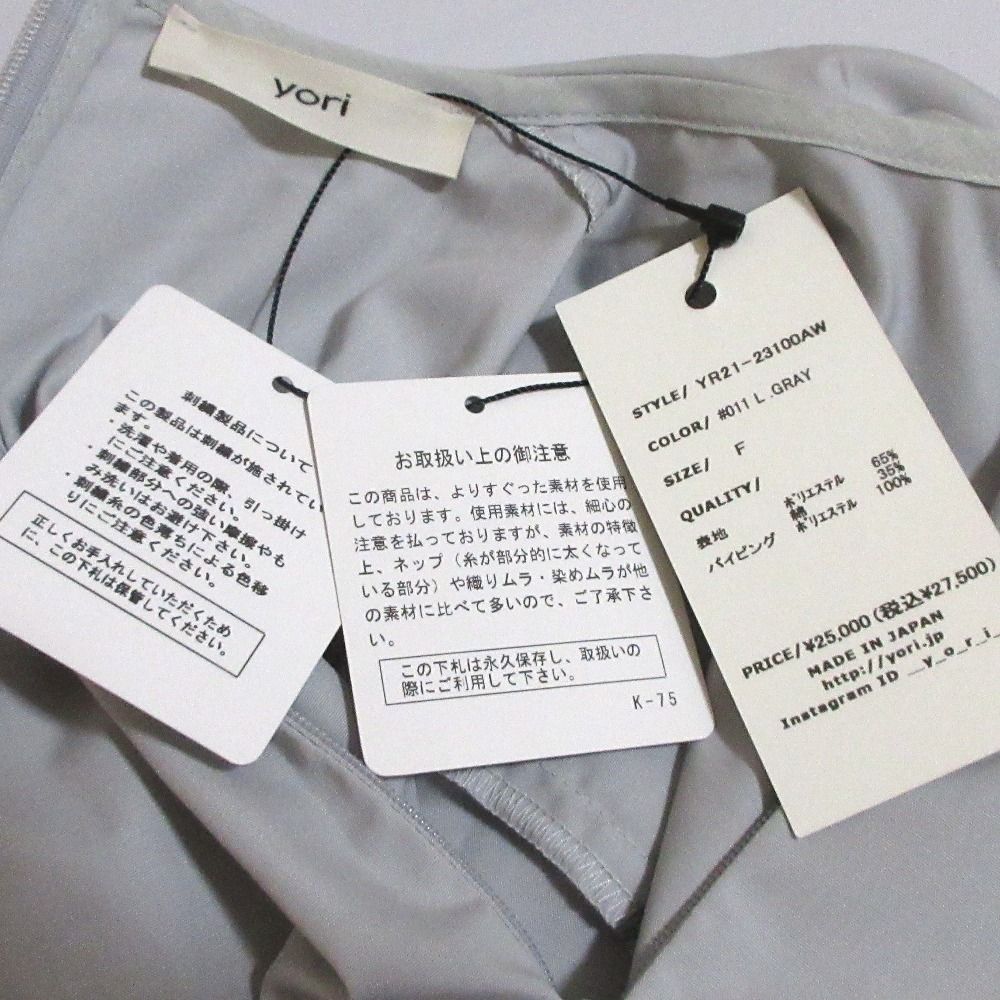 yori
刺繍製品について
この製品は刺繍が施されてい
ます。
・洗濯や着用の際、引っ掛け
にご注意ください。
・刺繍部分への強い摩擦やも
み洗いはお避け下さい。
・刺繍糸の色落ちによる色移
りにご注意ください。
正しくお手入れしていただくため
に、この下札は保管してください。
お取扱い上の御注意
この商品は、よりすぐった素材を使用
しております。使用素材には、細心の
注意を払っておりますが、素材の特徴
上、ネップ（糸が部分的に太くなって
いる部分）や織りムラ・染めムラが他
の素材に比べて多いので、ご了承下さ
い。
この下札は永久保存し、取扱いの
際にご利用して下さい。
K-75
STYLE/ YR21-23100AW
COLOR/ #011 L.GRAY
SIZE/ F
QUALITY/
表地 ポリエステル 65%
綿 35%
パイピング ポリエステル 100%
PRICE/¥25,000(税込¥27,500)
MADE IN JAPAN
http://yori.jp
Instagram ID _y_o_r_i_